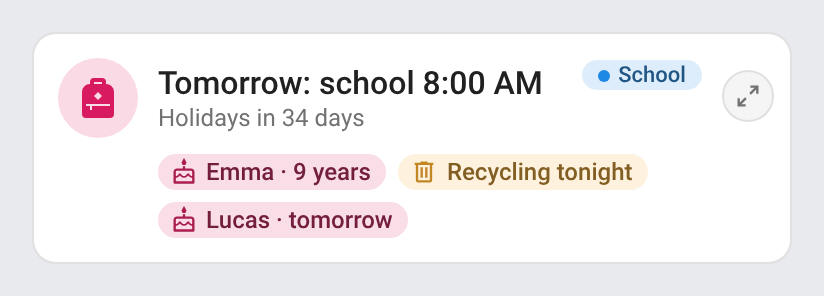 Tomorrow: school 8:00 AM
School
Holidays in 34 days
Emma · 9 years
Recycling tonight
Lucas · tomorrow